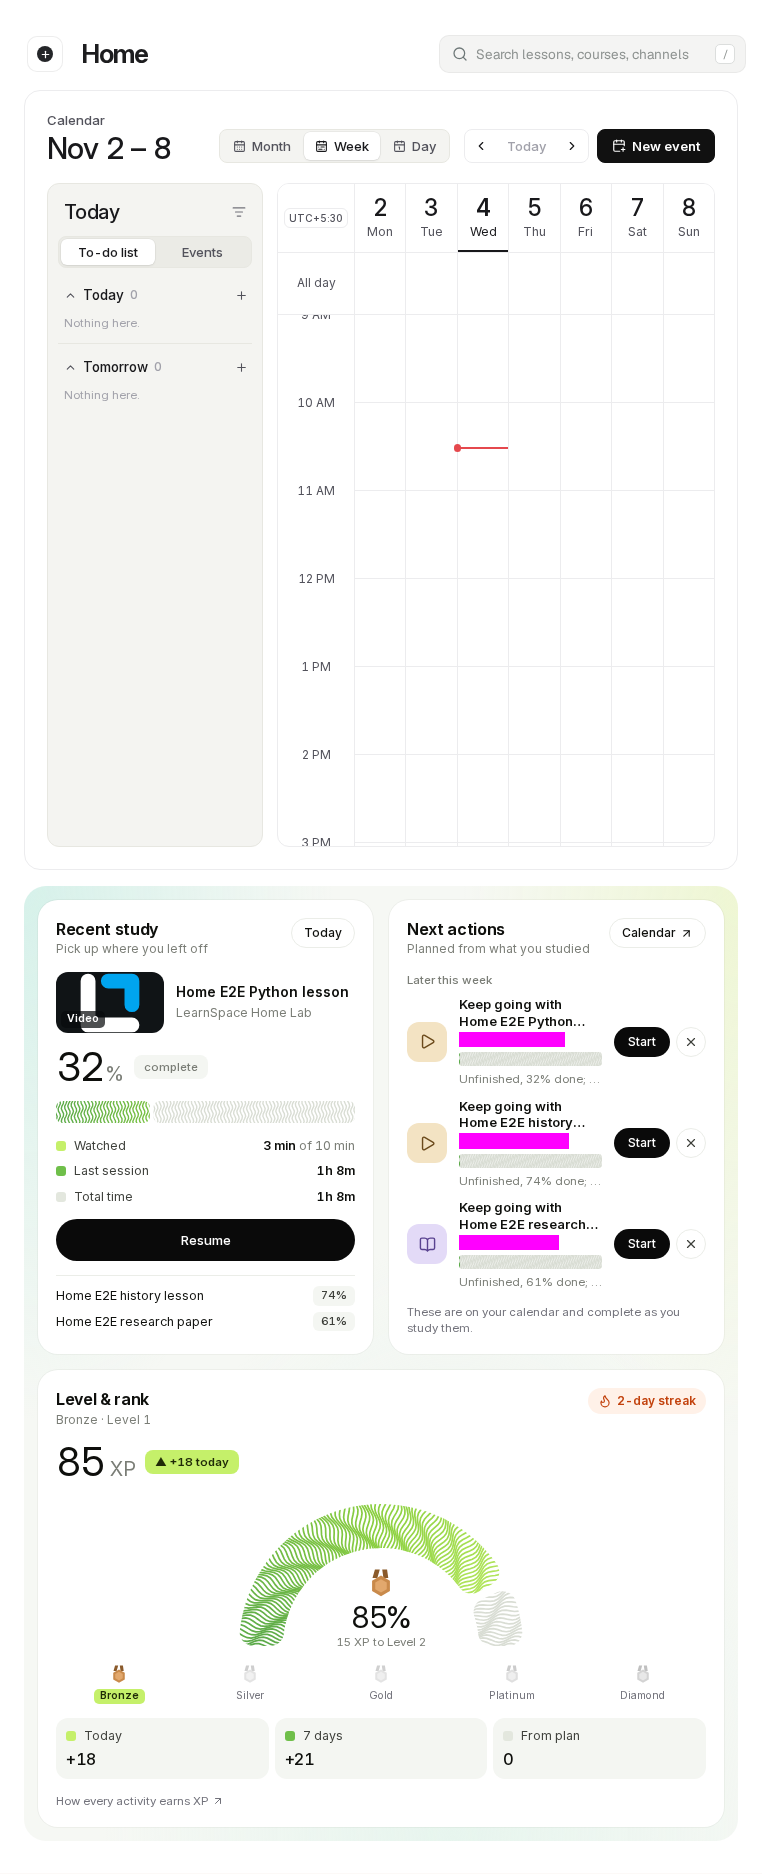 Home
Search lessons, courses, channels
/
Calendar
Nov 2 – 8
Month
Week
Day
Today
New event
Today
To-do list
Events
Today 0
Nothing here.
Tomorrow 0
Nothing here.
UTC+5:30
2
Mon
3
Tue
4
Wed
5
Thu
6
Fri
7
Sat
8
Sun
All day
9 AM
10 AM
11 AM
12 PM
1 PM
2 PM
3 PM
Recent study
Pick up where you left off
Today
Video
Home E2E Python lesson
LearnSpace Home Lab
32%
complete
Watched
3 min of 10 min
Last session
1h 8m
Total time
1h 8m
Resume
Home E2E history lesson
74%
Home E2E research paper
61%
Next actions
Planned from what you studied
Calendar
Later this week
Keep going with
Home E2E Python…
Unfinished, 32% done; …
Start
Keep going with
Home E2E history…
Unfinished, 74% done; …
Start
Keep going with
Home E2E research…
Unfinished, 61% done; …
Start
These are on your calendar and complete as you
study them.
Level & rank
Bronze · Level 1
2-day streak
85 XP
▲ +18 today
85%
15 XP to Level 2
Bronze
Silver
Gold
Platinum
Diamond
Today
+18
7 days
+21
From plan
0
How every activity earns XP